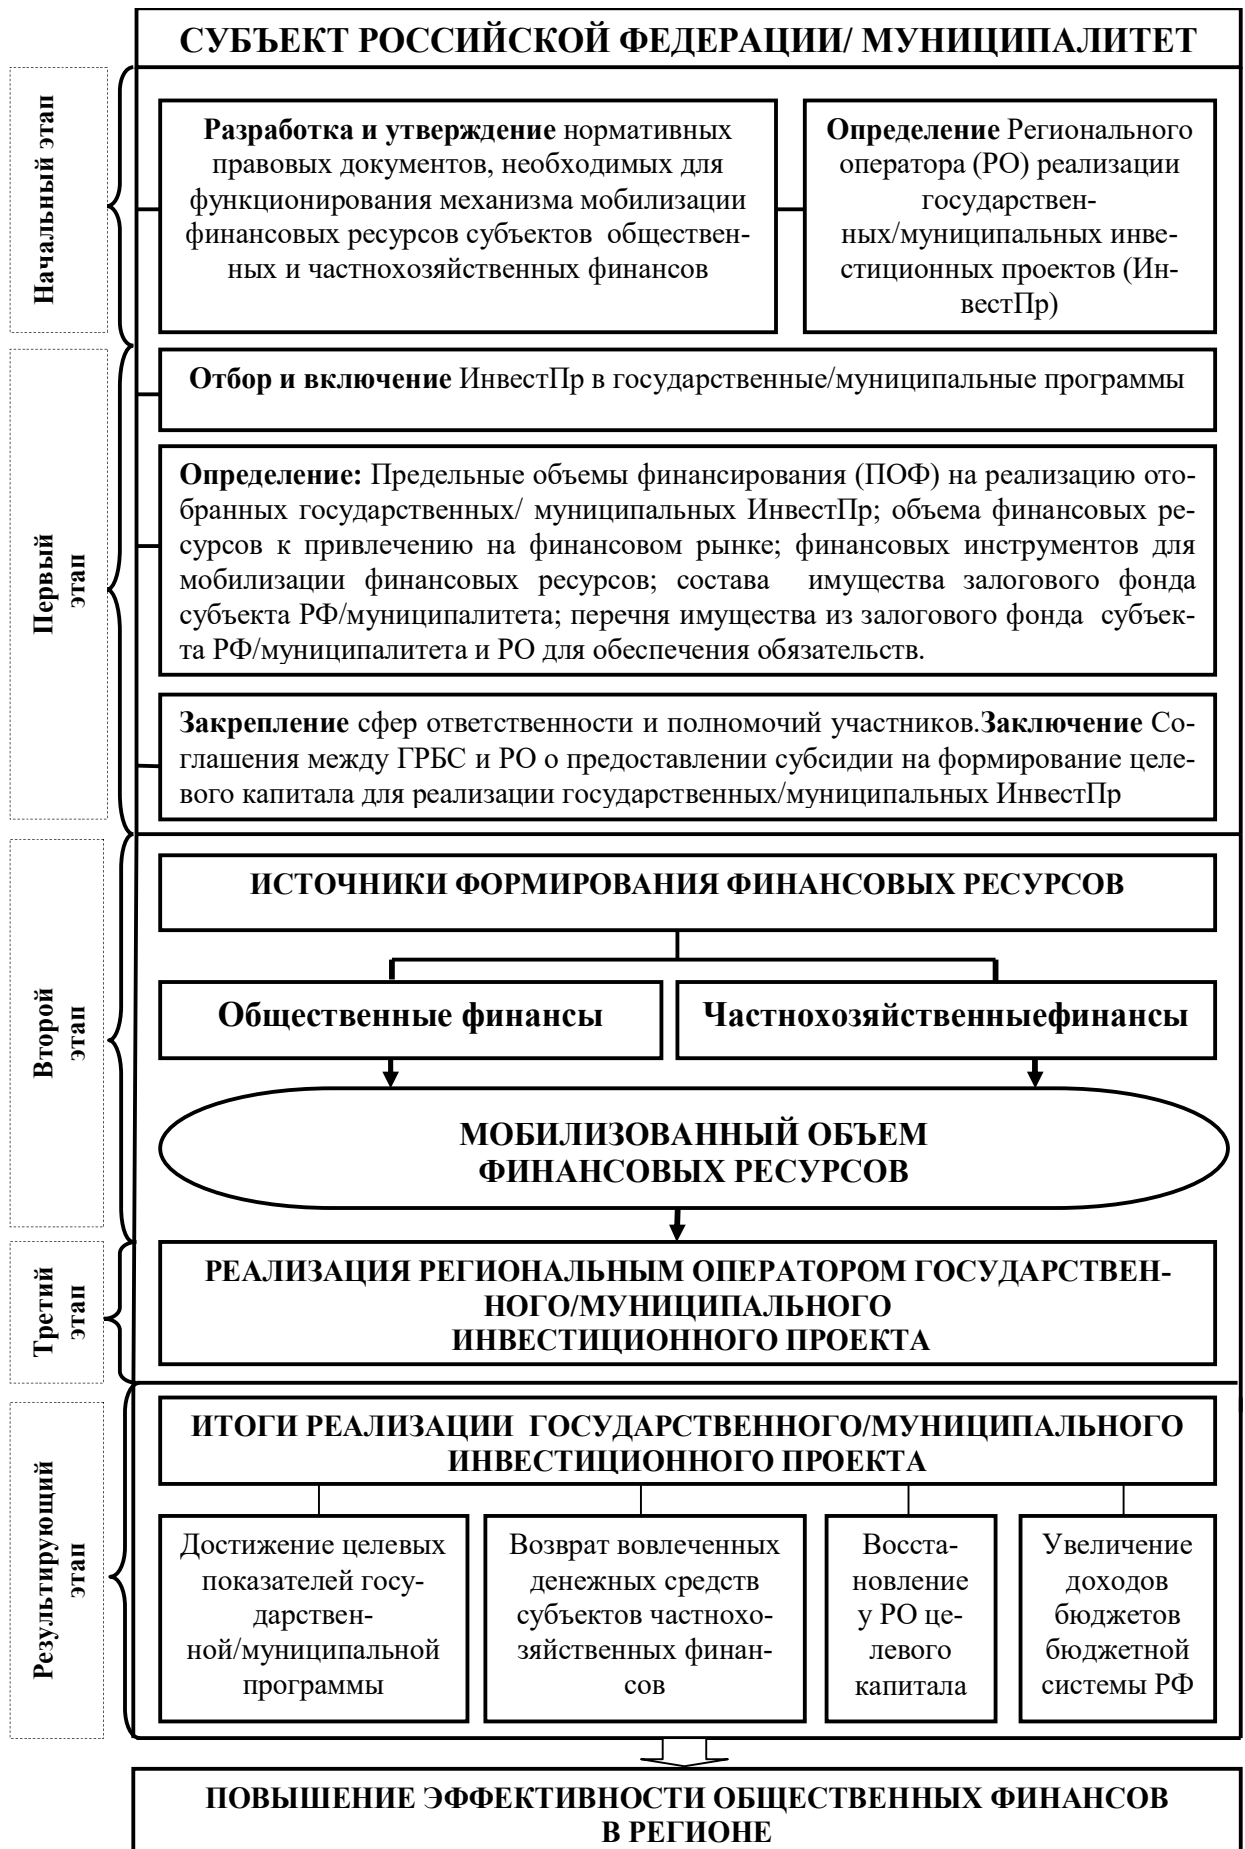 СУБЪЕКТ РОССИЙСКОЙ ФЕДЕРАЦИИ/ МУНИЦИПАЛИТЕТ
Начальный этап
Разработка и утверждение нормативных
правовых документов, необходимых для
функционирования механизма мобилизации
финансовых ресурсов субъектов обществен-
ных и частнохозяйственных финансов
Определение Регионального
оператора (РО) реализации
государствен-
ных/муниципальных инве-
стиционных проектов (Ин-
вестПр)
Первый
этап
Отбор и включение ИнвестПр в государственные/муниципальные программы
Определение: Предельные объемы финансирования (ПОФ) на реализацию ото-
бранных государственных/ муниципальных ИнвестПр; объема финансовых ре-
сурсов к привлечению на финансовом рынке; финансовых инструментов для
мобилизации финансовых ресурсов; состава имущества залогового фонда
субъекта РФ/муниципалитета; перечня имущества из залогового фонда субъек-
та РФ/муниципалитета и РО для обеспечения обязательств.
Закрепление сфер ответственности и полномочий участников.Заключение Со-
глашения между ГРБС и РО о предоставлении субсидии на формирование целе-
вого капитала для реализации государственных/муниципальных ИнвестПр
Второй
этап
ИСТОЧНИКИ ФОРМИРОВАНИЯ ФИНАНСОВЫХ РЕСУРСОВ
Общественные финансы
Частнохозяйственныефинансы
МОБИЛИЗОВАННЫЙ ОБЪЕМ
ФИНАНСОВЫХ РЕСУРСОВ
Третий
этап
РЕАЛИЗАЦИЯ РЕГИОНАЛЬНЫМ ОПЕРАТОРОМ ГОСУДАРСТВЕН-
НОГО/МУНИЦИПАЛЬНОГО
ИНВЕСТИЦИОННОГО ПРОЕКТА
Результирующий
этап
ИТОГИ РЕАЛИЗАЦИИ ГОСУДАРСТВЕННОГО/МУНИЦИПАЛЬНОГО
ИНВЕСТИЦИОННОГО ПРОЕКТА
Достижение целевых
показателей госу-
дарствен-
ной/муниципальной
программы
Возврат вовлеченных
денежных средств
субъектов частнохо-
зяйственных финан-
сов
Восста-
новление
у РО це-
левого
капитала
Увеличение
доходов
бюджетов
бюджетной
системы РФ
ПОВЫШЕНИЕ ЭФФЕКТИВНОСТИ ОБЩЕСТВЕННЫХ ФИНАНСОВ
В РЕГИОНЕ